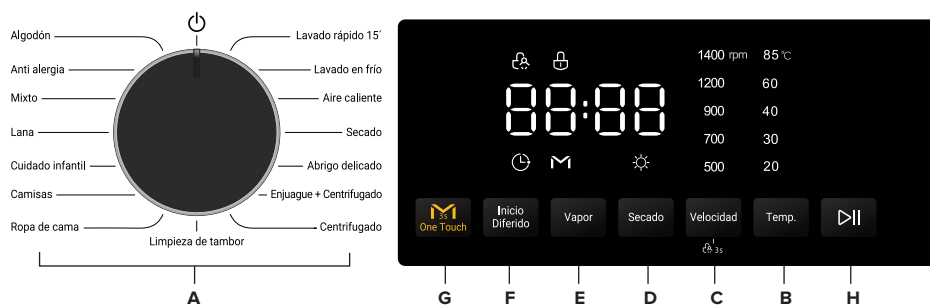 Algodón
Anti alergia
Mixto
Lana
Cuidado infantil
Camisas
Ropa de cama
Limpieza de tambor
Lavado rápido 15´
Lavado en frío
Aire caliente
Secado
Abrigo delicado
Enjuague + Centrifugado
Centrifugado
A
88:88
1400 rpm 85 °C
1200 60
900 40
700 30
500 20
3s
One Touch
Inicio
Diferido
Vapor
Secado
Velocidad
Temp.
3s
G F E D C B H